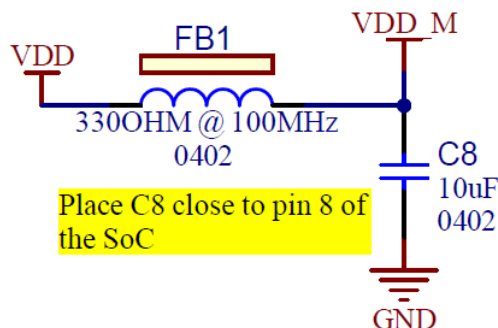 VDD
FB1
330OHM @ 100MHz
0402
VDD_M
C8
10uF
0402
Place C8 close to pin 8 of
the SoC
GND